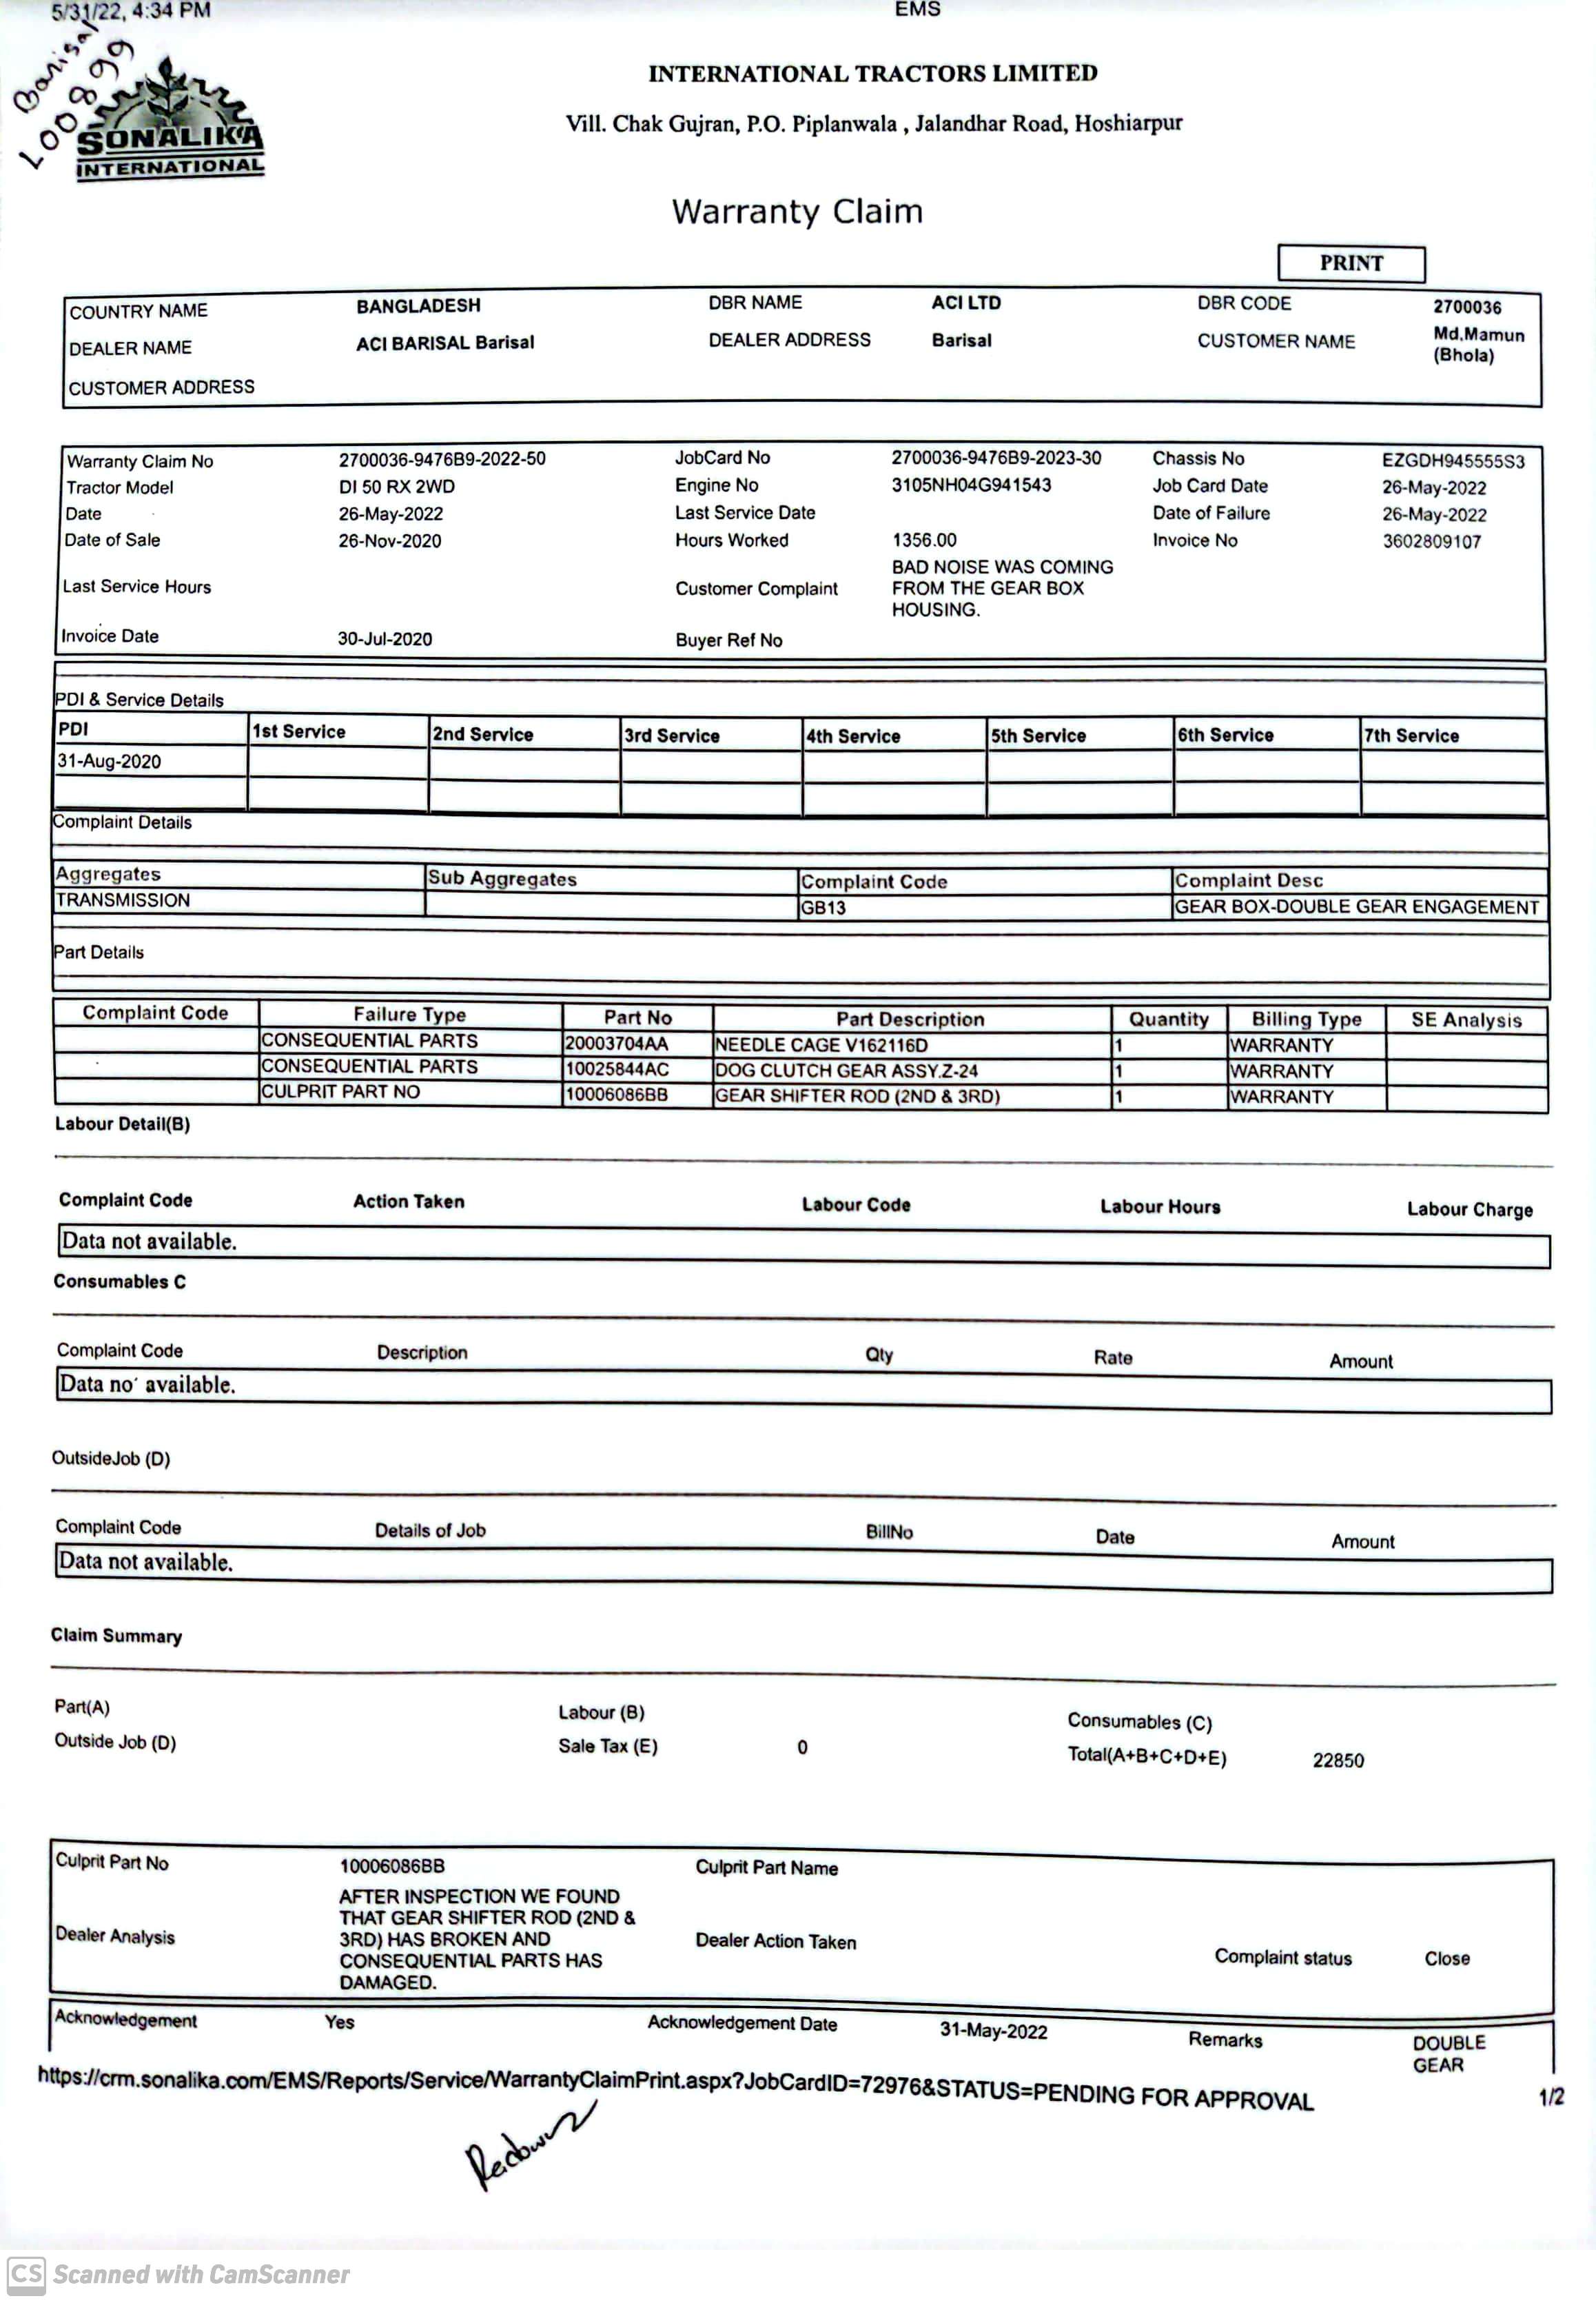 5/31/22, 4:34 PM EMS
Barisal
L00899
SONALIKA
INTERNATIONAL
INTERNATIONAL TRACTORS LIMITED
Vill. Chak Gujran, P.O. Piplanwala , Jalandhar Road, Hoshiarpur
Warranty Claim
PRINT
COUNTRY NAME BANGLADESH DBR NAME ACI LTD DBR CODE 2700036
DEALER NAME ACI BARISAL Barisal DEALER ADDRESS Barisal CUSTOMER NAME Md.Mamun
(Bhola)
CUSTOMER ADDRESS
Warranty Claim No 2700036-9476B9-2022-50 JobCard No 2700036-9476B9-2023-30 Chassis No EZGDH945555S3
Tractor Model DI 50 RX 2WD Engine No 3105NH04G941543 Job Card Date 26-May-2022
Date 26-May-2022 Last Service Date Date of Failure 26-May-2022
Date of Sale 26-Nov-2020 Hours Worked 1356.00 Invoice No 3602809107
Last Service Hours Customer Complaint BAD NOISE WAS COMING
FROM THE GEAR BOX
HOUSING.
Invoice Date 30-Jul-2020 Buyer Ref No
PDI & Service Details
PDI 1st Service 2nd Service 3rd Service 4th Service 5th Service 6th Service 7th Service
31-Aug-2020
Complaint Details
Aggregates Sub Aggregates Complaint Code Complaint Desc
TRANSMISSION GB13 GEAR BOX-DOUBLE GEAR ENGAGEMENT
Part Details
Complaint Code Failure Type Part No Part Description Quantity Billing Type SE Analysis
CONSEQUENTIAL PARTS 20003704AA NEEDLE CAGE V162116D 1 WARRANTY
CONSEQUENTIAL PARTS 10025844AC DOG CLUTCH GEAR ASSY.Z-24 1 WARRANTY
CULPRIT PART NO 10006086BB GEAR SHIFTER ROD (2ND & 3RD) 1 WARRANTY
Labour Detail(B)
Complaint Code Action Taken Labour Code Labour Hours Labour Charge
Data not available.
Consumables C
Complaint Code Description Qty Rate Amount
Data no' available.
OutsideJob (D)
Complaint Code Details of Job BillNo Date Amount
Data not available.
Claim Summary
Part(A) Labour (B) Consumables (C)
Outside Job (D) Sale Tax (E) 0 Total(A+B+C+D+E) 22850
Culprit Part No 10006086BB Culprit Part Name
Dealer Analysis AFTER INSPECTION WE FOUND
THAT GEAR SHIFTER ROD (2ND &
3RD) HAS BROKEN AND
CONSEQUENTIAL PARTS HAS
DAMAGED.
Dealer Action Taken Complaint status Close
Acknowledgement Yes Acknowledgement Date 31-May-2022 Remarks DOUBLE
GEAR
https://crm.sonalika.com/EMS/Reports/Service/WarrantyClaimPrint.aspx?JobCardID=72976&STATUS=PENDING FOR APPROVAL 1/2
CS Scanned with CamScanner